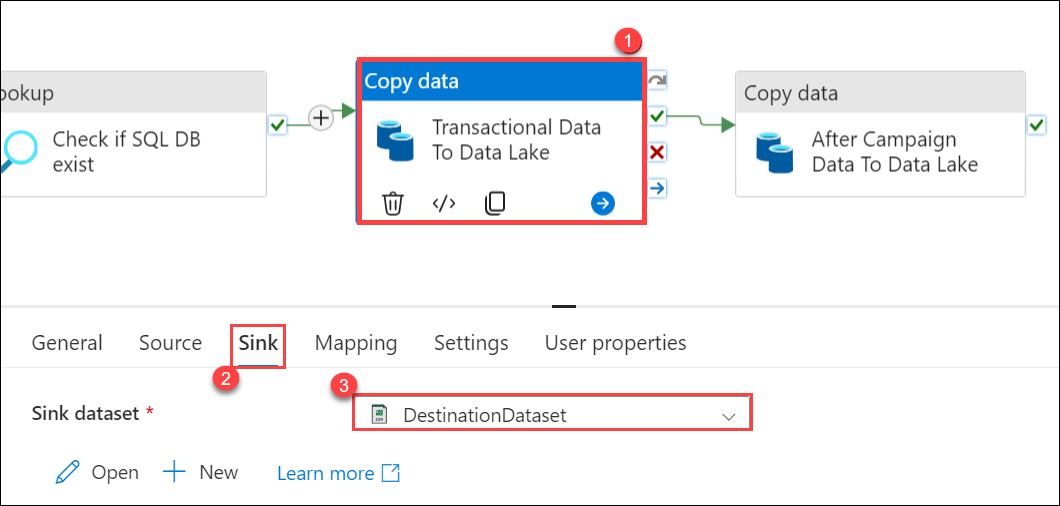 1
ookup
Check if SQL DB
exist
Copy data
Transactional Data
To Data Lake
</>
Copy data
After Campaign
Data To Data Lake
General Source Sink Mapping Settings User properties
2
3
Sink dataset *
DestinationDataset
Open
New
Learn more